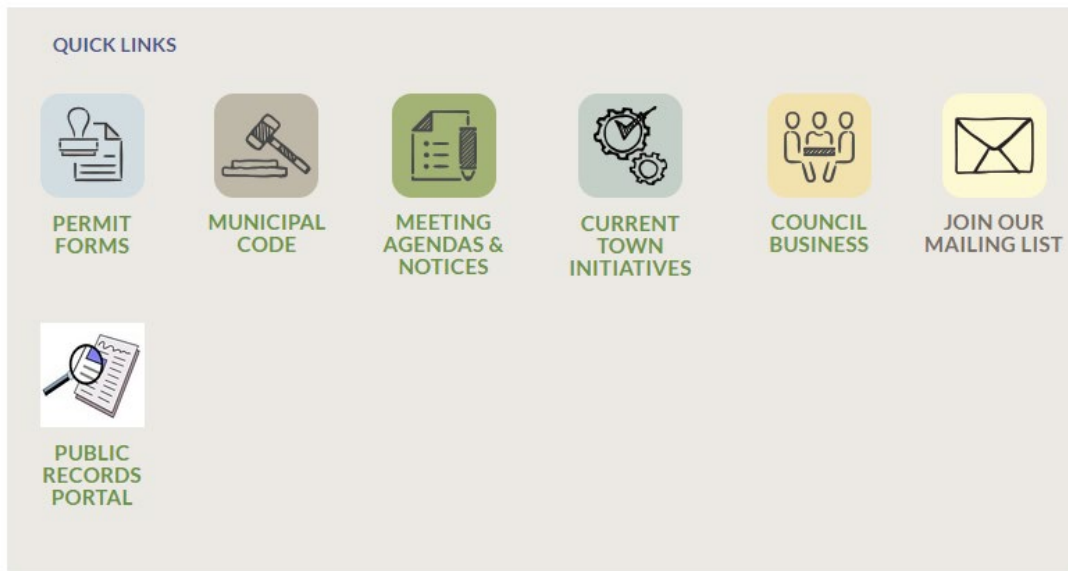 QUICK LINKS
PERMIT
FORMS
MUNICIPAL
CODE
MEETING
AGENDAS &
NOTICES
CURRENT
TOWN
INITIATIVES
COUNCIL
BUSINESS
JOIN OUR
MAILING LIST
PUBLIC
RECORDS
PORTAL